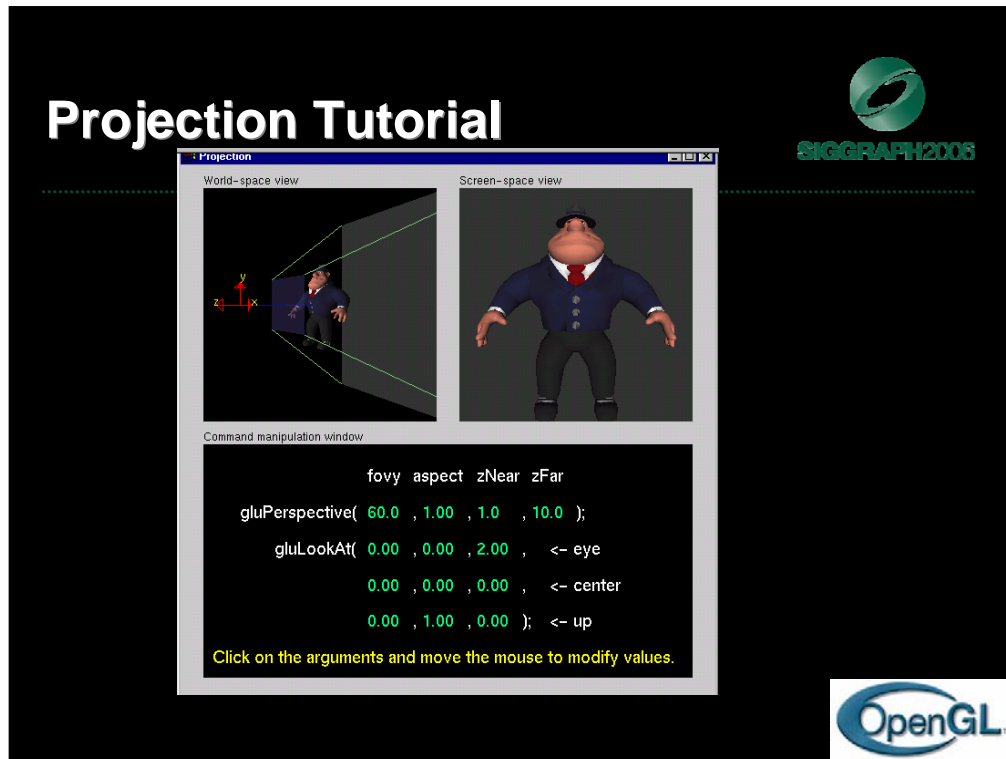 Projection Tutorial
SIGGRAPH2006
Projection
World-space view
Screen-space view
y
z x
Command manipulation window
fovy aspect zNear zFar
gluPerspective( 60.0 , 1.00 , 1.0 , 10.0 );
gluLookAt( 0.00 , 0.00 , 2.00 , <- eye
0.00 , 0.00 , 0.00 , <- center
0.00 , 1.00 , 0.00 ); <- up
Click on the arguments and move the mouse to modify values.
OpenGL